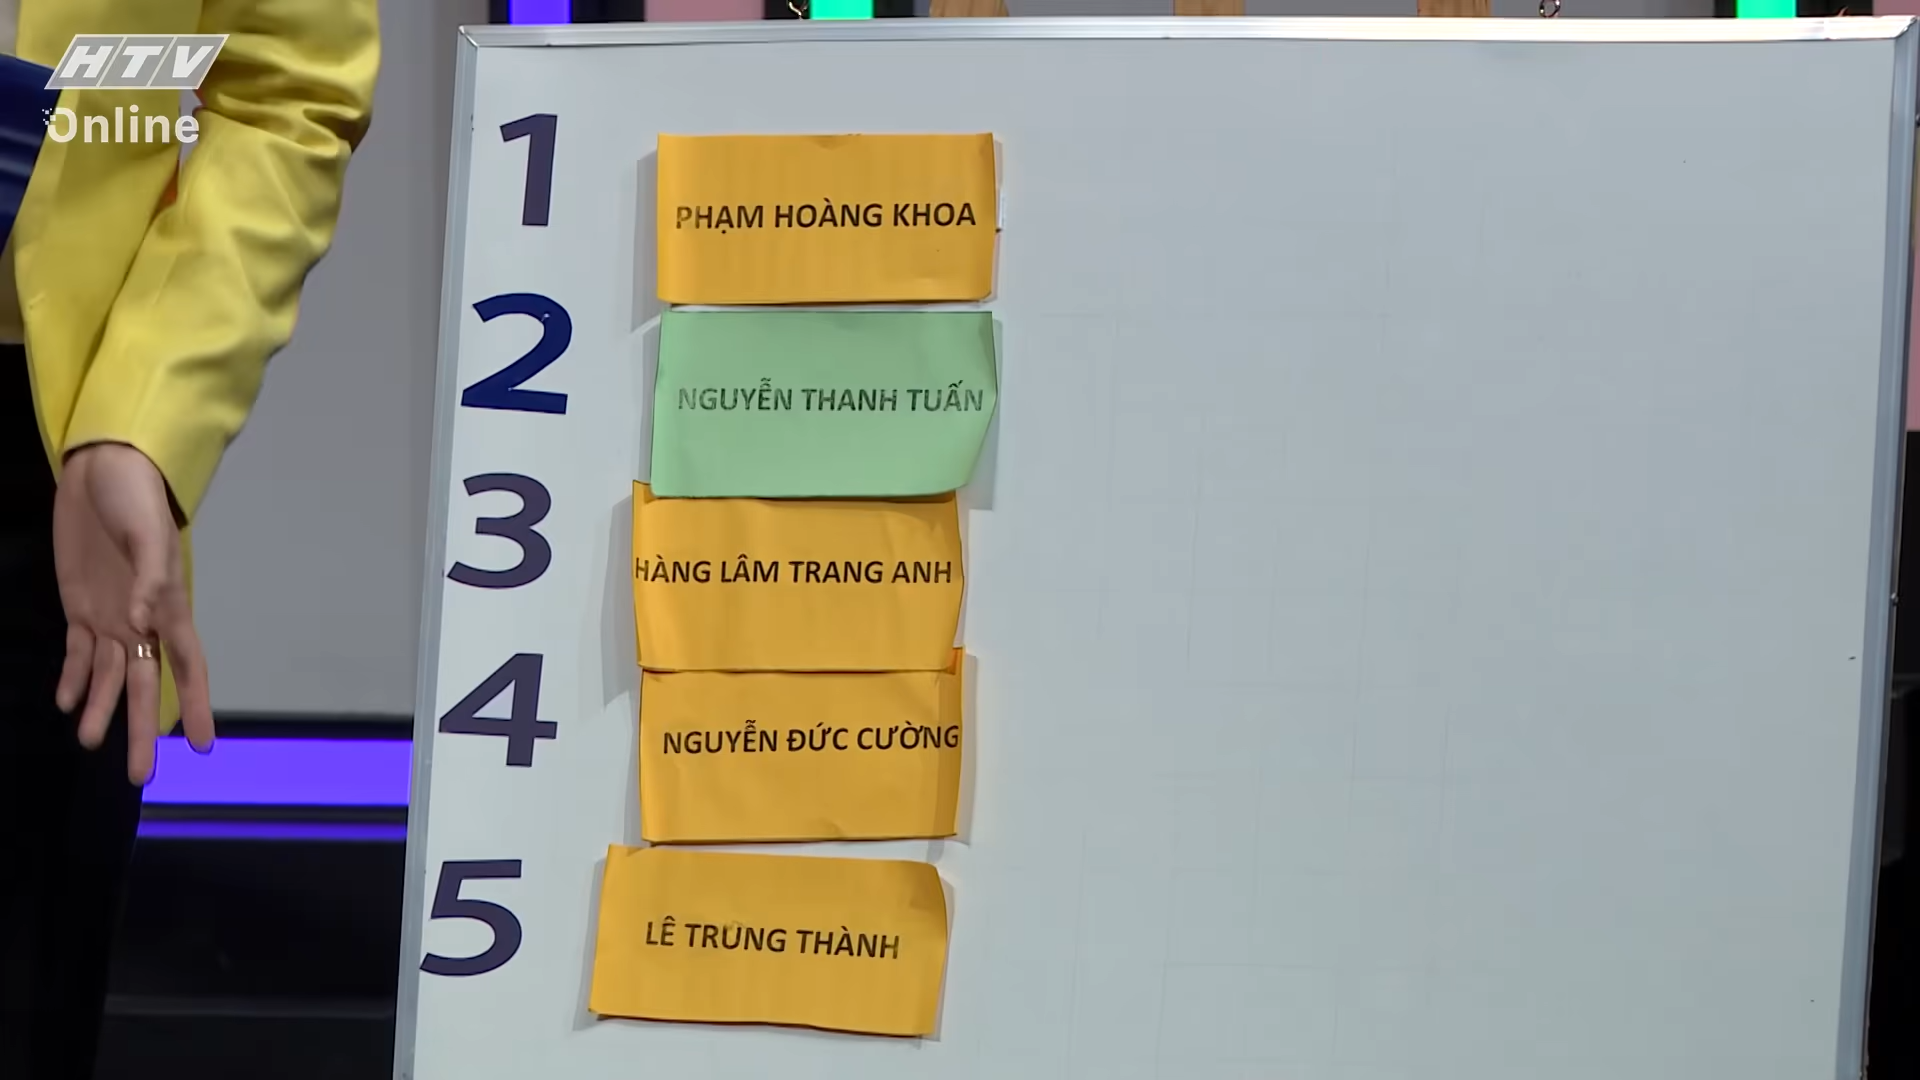 HTV
Online
1
PHẠM HOÀNG KHOA
2
NGUYỄN THANH TUẤN
3
HÀNG LÂM TRANG ANH
4
NGUYỄN ĐỨC CƯỜNG
5
LÊ TRUNG THÀNH